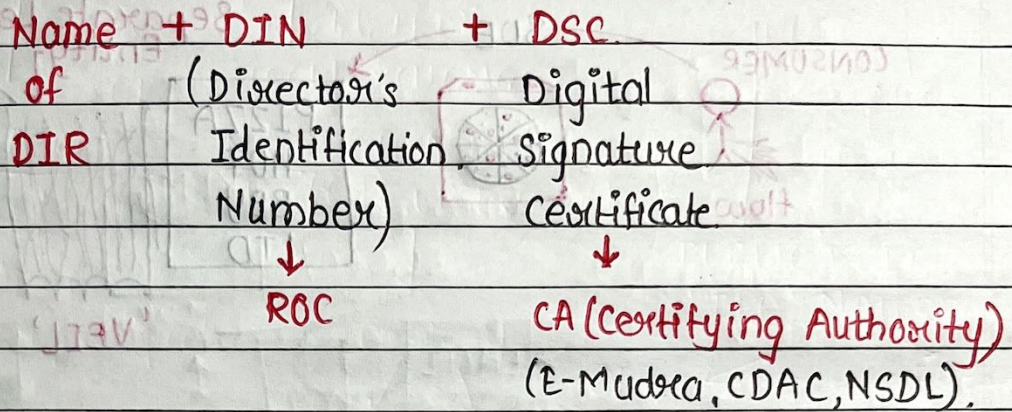 Name + DIN + DSC
of (Director's Digital
DIR Identification Signature
Number) Certificate
↓ ↓
ROC CA (Certifying Authority)
(E-Mudra, CDAC, NSDL).